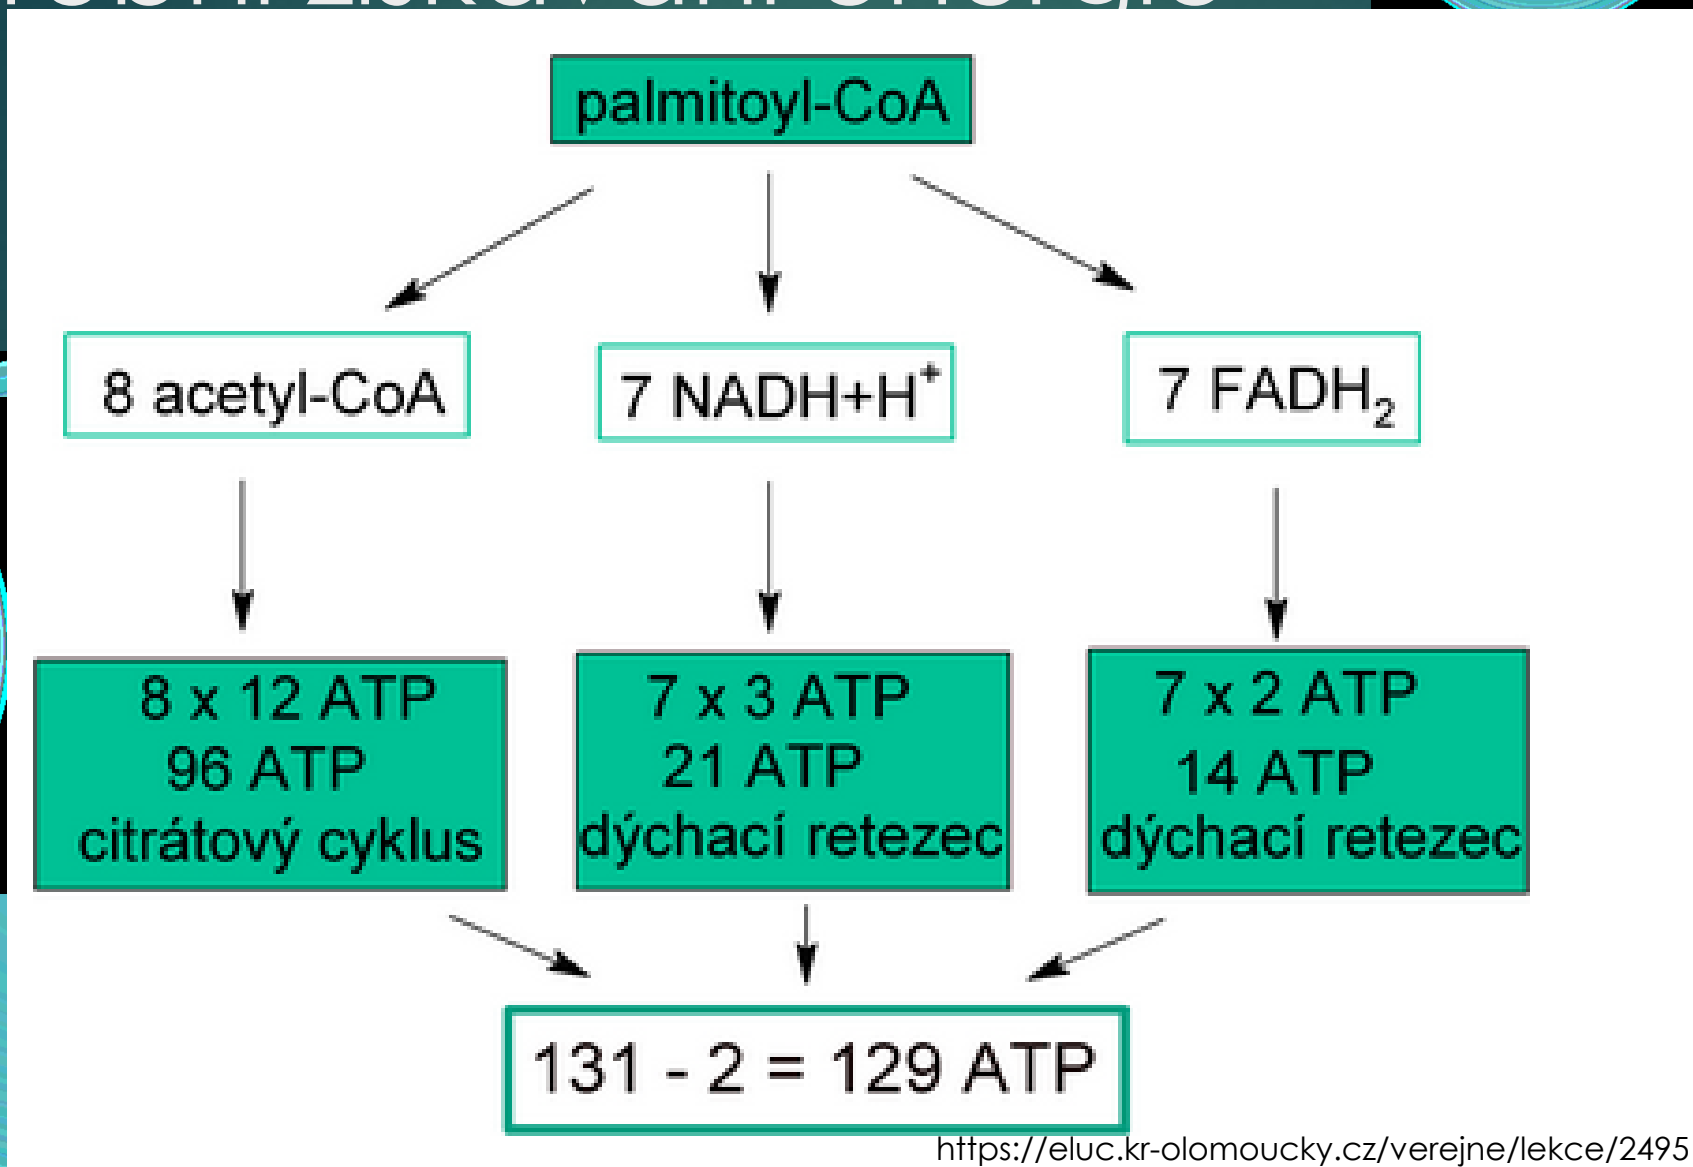 palmitoyl-CoA
8 acetyl-CoA
7 NADH+H⁺
7 FADH₂
8 x 12 ATP
96 ATP
citrátový cyklus
7 x 3 ATP
21 ATP
dýchací retezec
7 x 2 ATP
14 ATP
dýchací retezec
131 - 2 = 129 ATP
https://eluc.kr-olomoucky.cz/verejne/lekce/2495